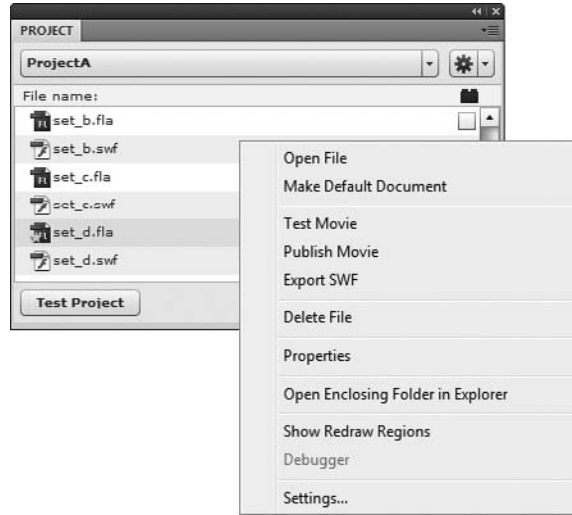 PROJECT
ProjectA
File name:
set_b.fla
set_b.swf
set_c.fla
set_c.swf
set_d.fla
set_d.swf
Test Project
Open File
Make Default Document
Test Movie
Publish Movie
Export SWF
Delete File
Properties
Open Enclosing Folder in Explorer
Show Redraw Regions
Debugger
Settings...